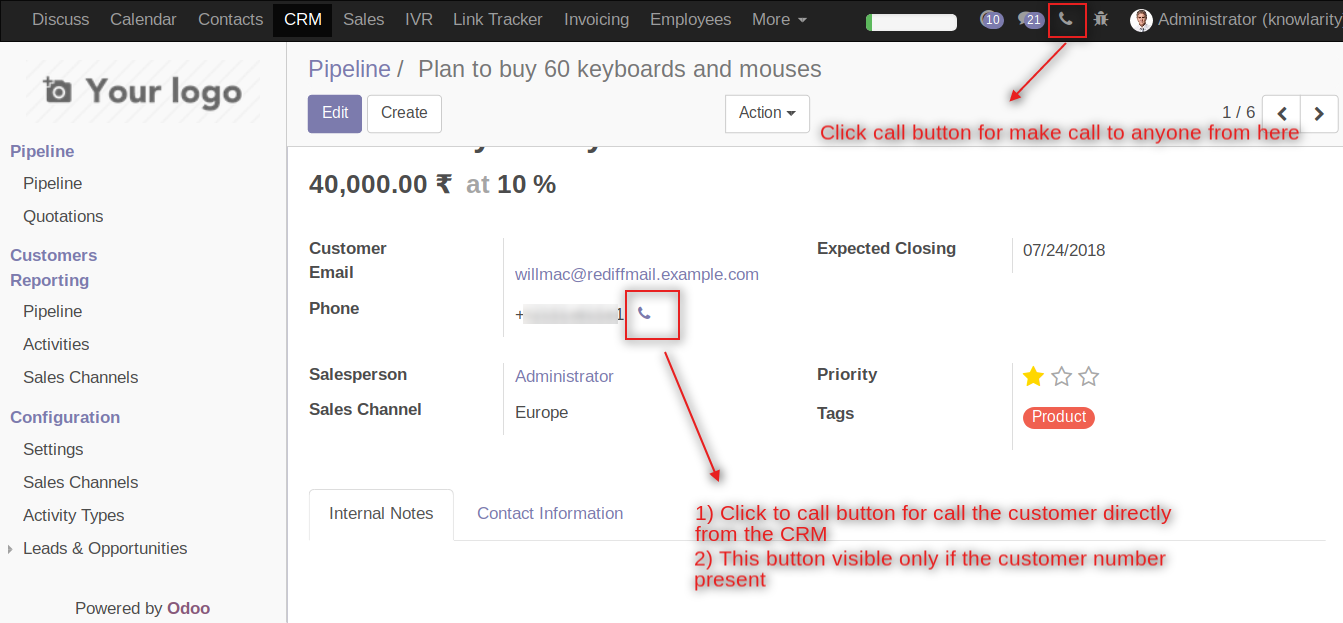 Discuss Calendar Contacts CRM Sales IVR Link Tracker Invoicing Employees More 10 21 Administrator (knowlarity
Your logo
Pipeline / Plan to buy 60 keyboards and mouses
Edit Create Action 1 / 6
Click call button for make call to anyone from here
Pipeline
Pipeline
Quotations
Customers
Reporting
Pipeline
Activities
Sales Channels
Configuration
Settings
Sales Channels
Activity Types
Leads & Opportunities
Powered by Odoo
40,000.00 ₹ at 10 %
Customer
Expected Closing 07/24/2018
Email willmac@rediffmail.example.com
Phone + 1
Salesperson Administrator
Priority
Sales Channel Europe
Tags Product
Internal Notes Contact Information
1) Click to call button for call the customer directly
from the CRM
2) This button visible only if the customer number
present